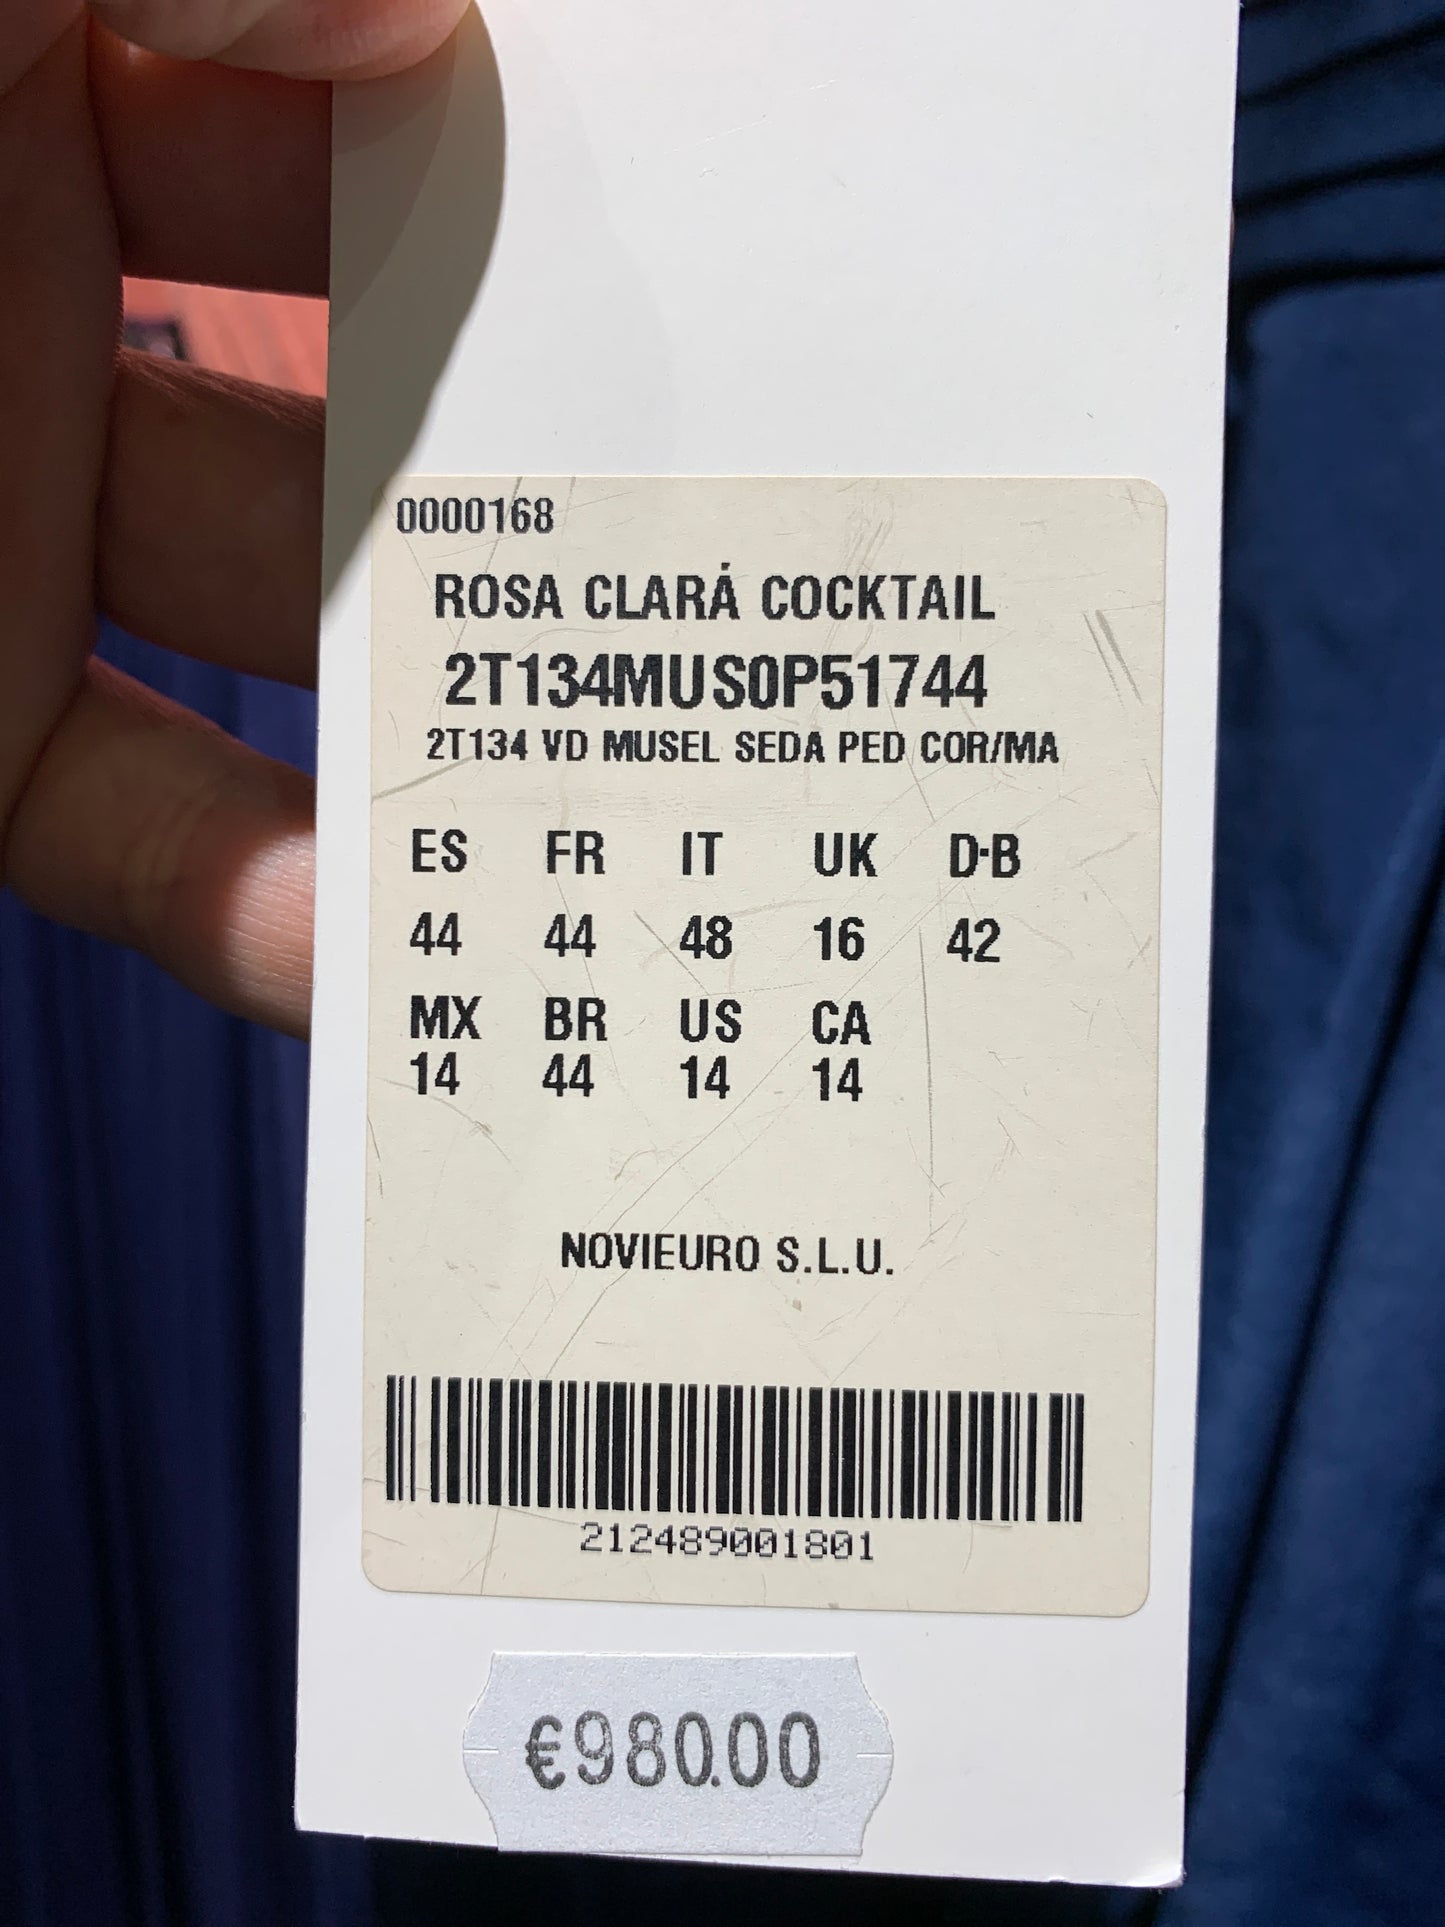 0000168
ROSA CLARÁ COCKTAIL
2T134MUS0P51744
2T134 VD MUSEL SEDA PED COR/MA
ES FR IT UK D·B
44 44 48 16 42
MX BR US CA
14 44 14 14
NOVIEURO S.L.U.
212489001801
€980.00